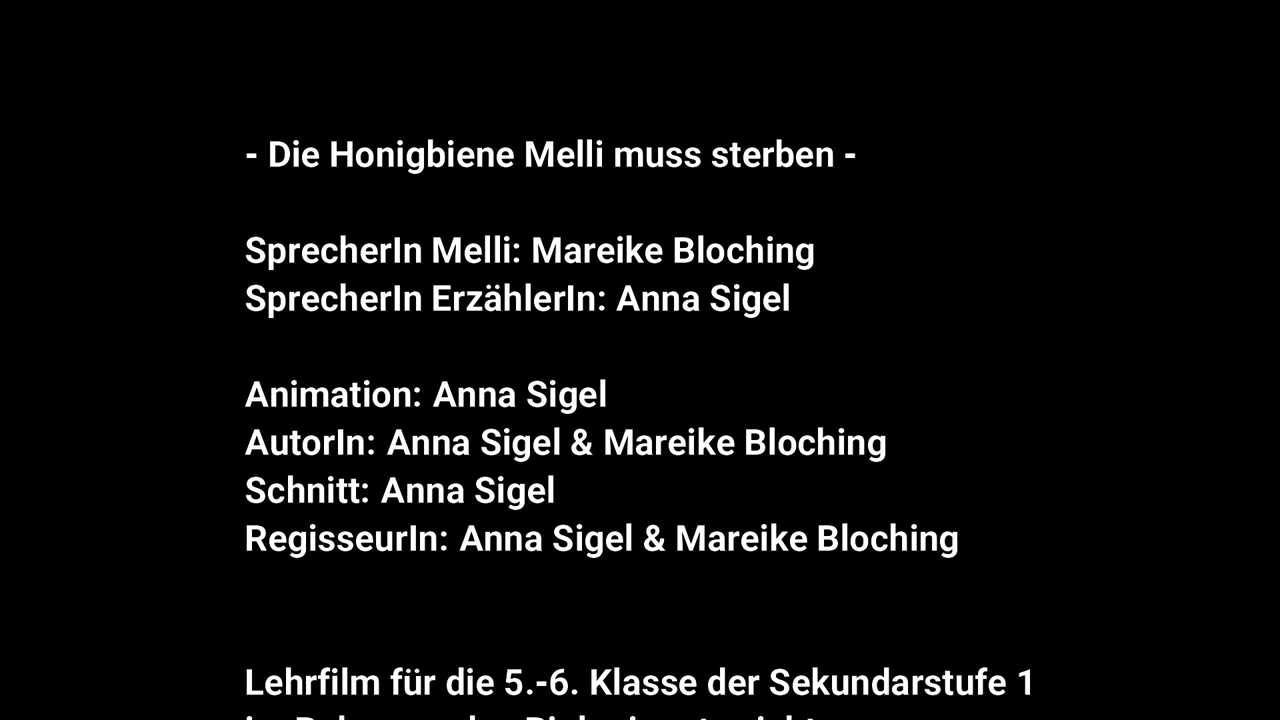 - Die Honigbiene Melli muss sterben -
SprecherIn Melli: Mareike Bloching
SprecherIn ErzählerIn: Anna Sigel
Animation: Anna Sigel
AutorIn: Anna Sigel & Mareike Bloching
Schnitt: Anna Sigel
RegisseurIn: Anna Sigel & Mareike Bloching
Lehrfilm für die 5.-6. Klasse der Sekundarstufe 1